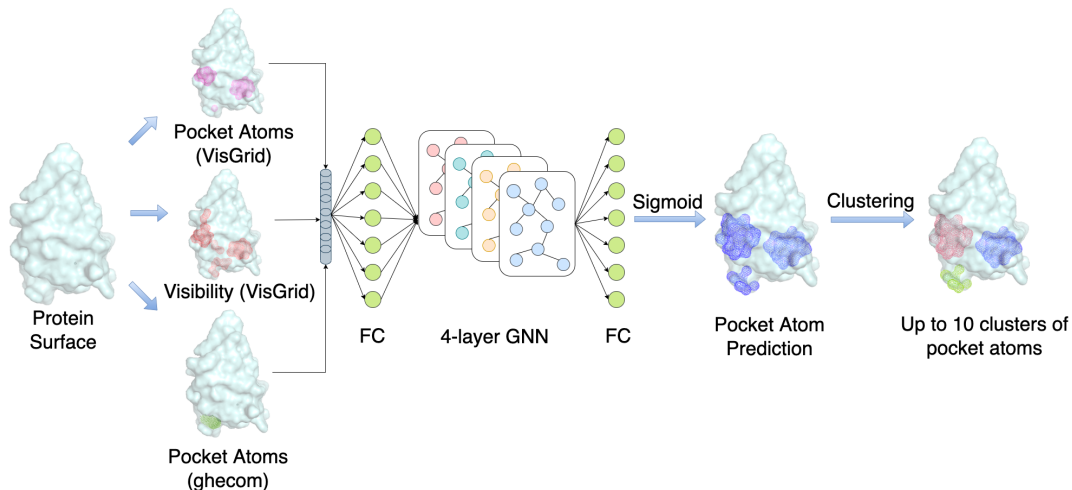 Protein
Surface
Pocket Atoms
(VisGrid)
Visibility (VisGrid)
Pocket Atoms
(ghecom)
FC
4-layer GNN
FC
Sigmoid
Pocket Atom
Prediction
Clustering
Up to 10 clusters of
pocket atoms